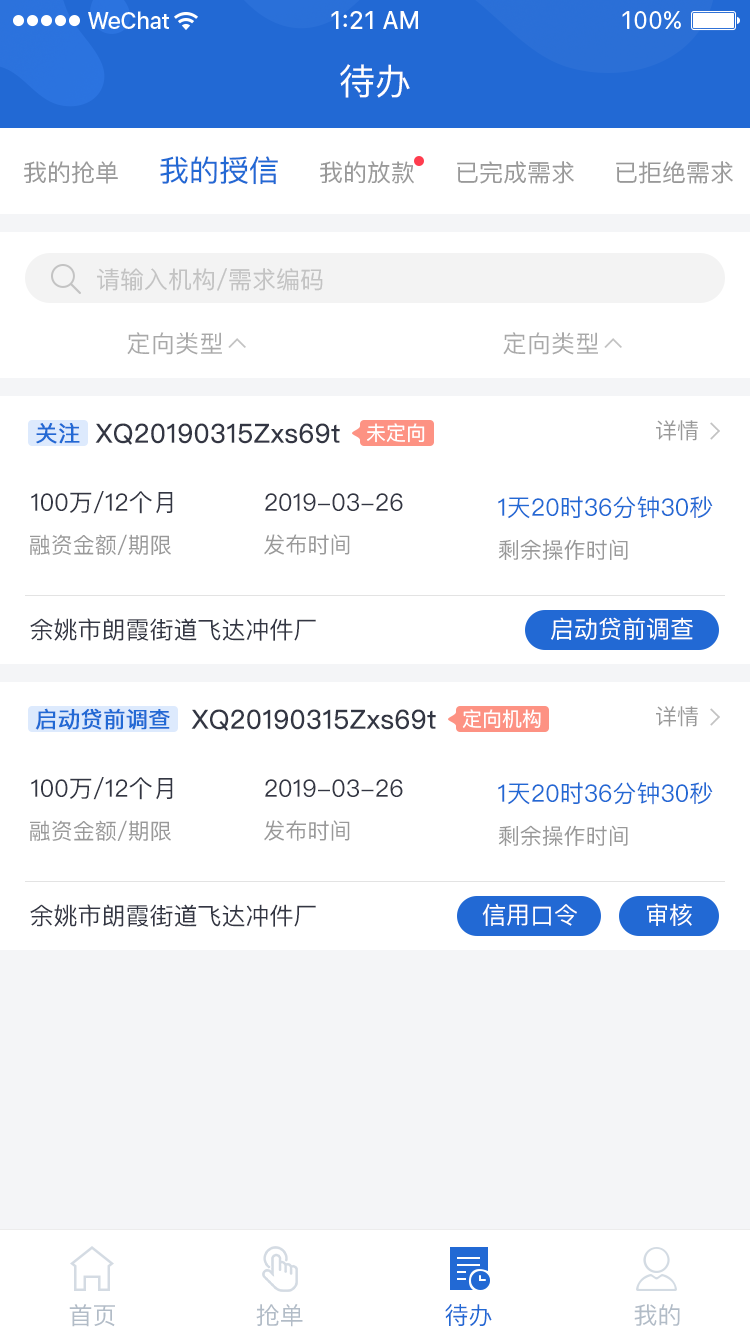 WeChat 1:21 AM 100%
待办
我的抢单 我的授信 我的放款 已完成需求 已拒绝需求
请输入机构/需求编码
定向类型 定向类型
关注 XQ20190315Zxs69t 未定向 详情
100万/12个月 2019-03-26 1天20时36分钟30秒
融资金额/期限 发布时间 剩余操作时间
余姚市朗霞街道飞达冲件厂 启动贷前调查
启动贷前调查 XQ20190315Zxs69t 定向机构 详情
100万/12个月 2019-03-26 1天20时36分钟30秒
融资金额/期限 发布时间 剩余操作时间
余姚市朗霞街道飞达冲件厂 信用口令 审核
首页 抢单 待办 我的